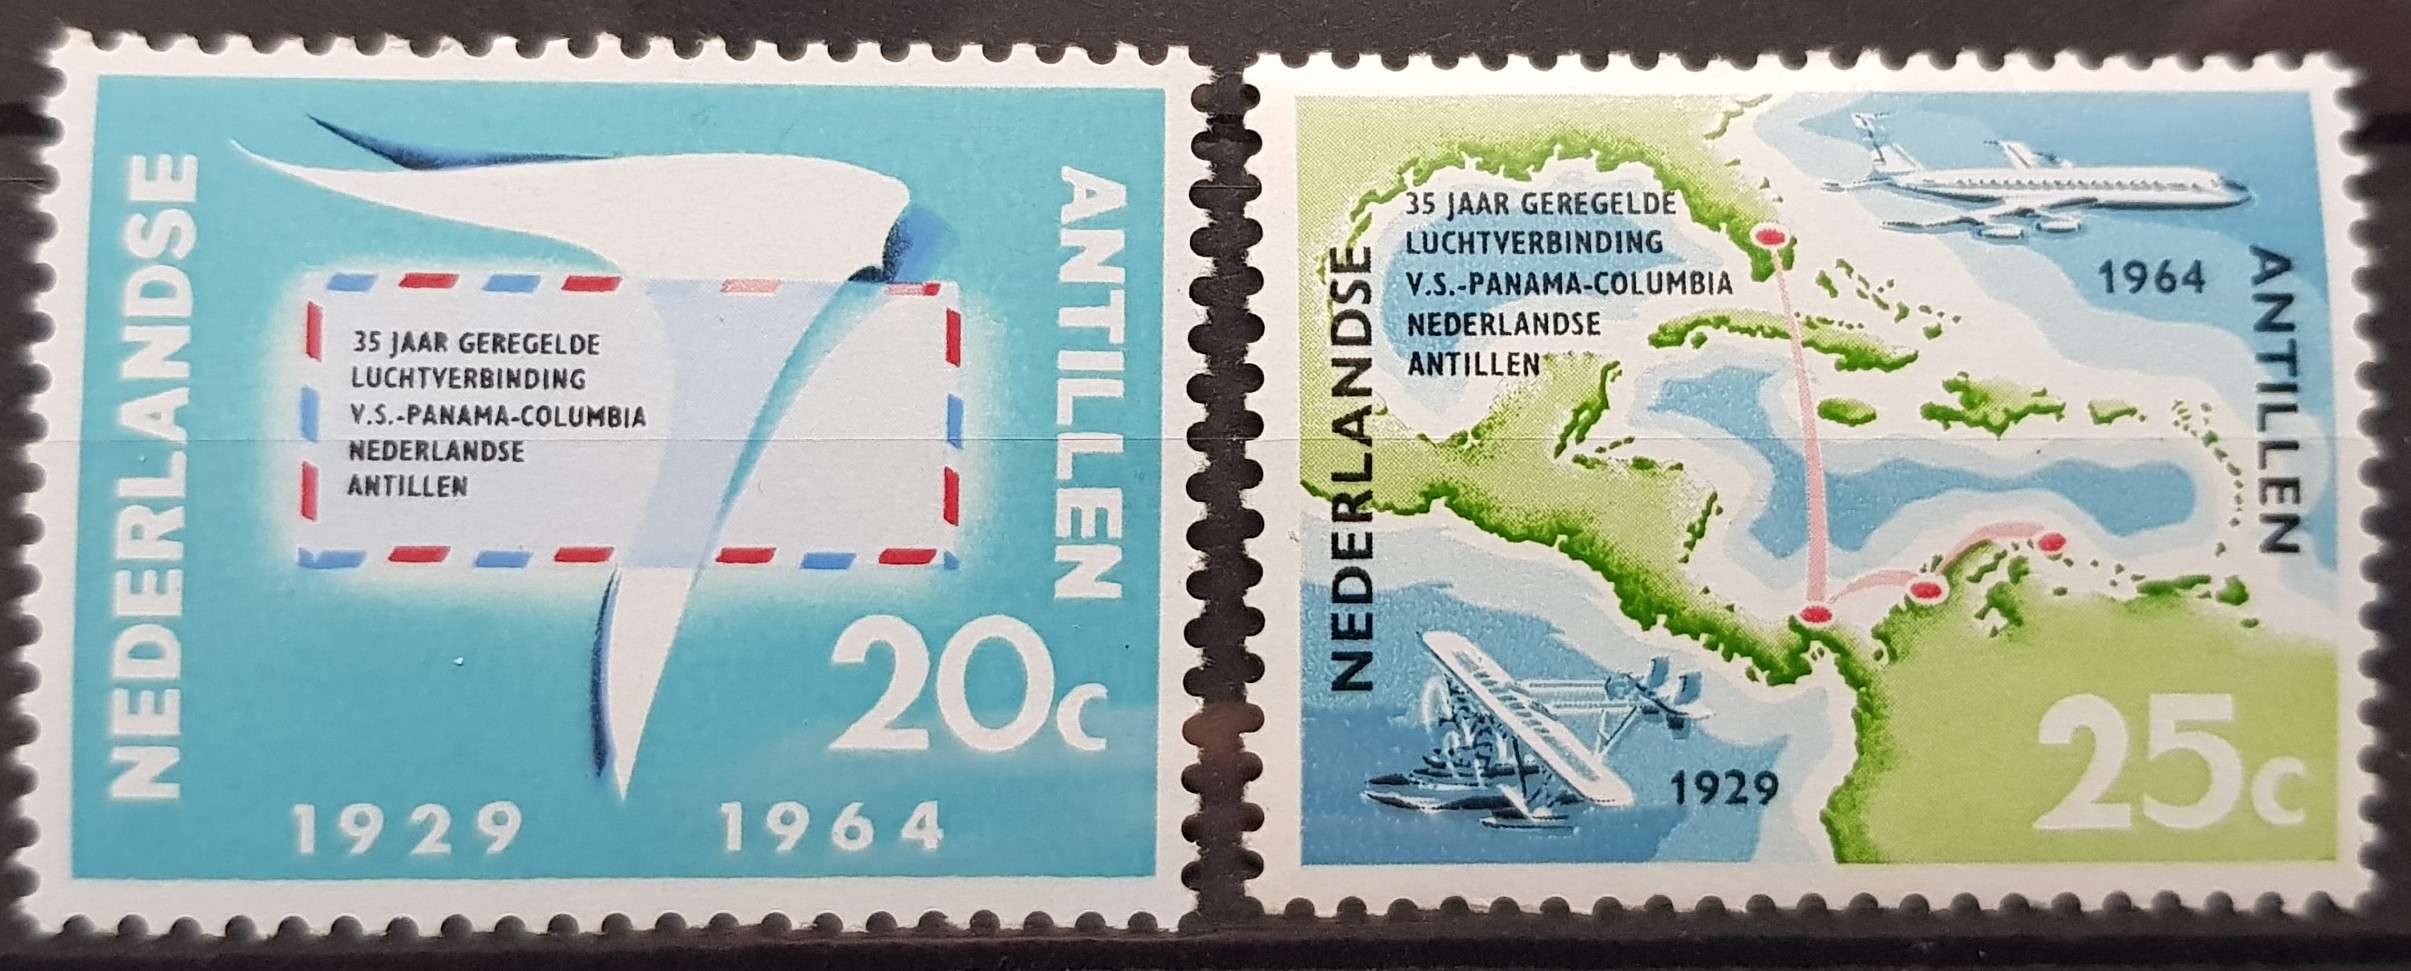 NEDERLANDSE
ANTILLEN
35 JAAR GEREGELDE
LUCHTVERBINDING
V.S.-PANAMA-COLUMBIA
NEDERLANDSE
ANTILLEN
20c
1929 1964
NEDERLANDSE
ANTILLEN
35 JAAR GEREGELDE
LUCHTVERBINDING
V.S.-PANAMA-COLUMBIA
NEDERLANDSE
ANTILLEN
1964
1929
25c